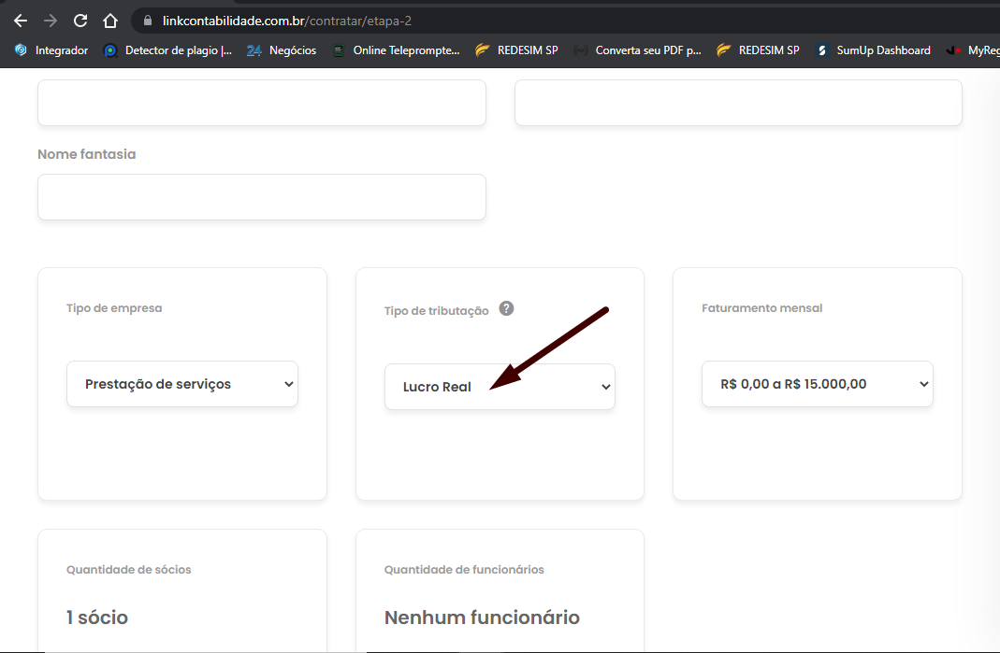 linkcontabilidade.com.br/contratar/etapa-2
Integrador Detector de plagio |... 24 Negócios Online Teleprompte... REDESIM SP Converta seu PDF p... REDESIM SP S SumUp Dashboard MyReg
Nome fantasia
Tipo de empresa Tipo de tributação ? Faturamento mensal
Prestação de serviços Lucro Real R$ 0,00 a R$ 15.000,00
Quantidade de sócios Quantidade de funcionários
1 sócio Nenhum funcionário